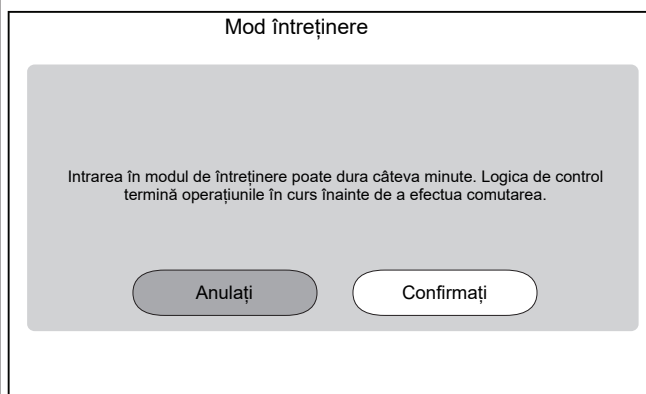 Mod întreținere
Intrarea în modul de întreținere poate dura câteva minute. Logica de control
termină operațiunile în curs înainte de a efectua comutarea.
Anulați
Confirmați